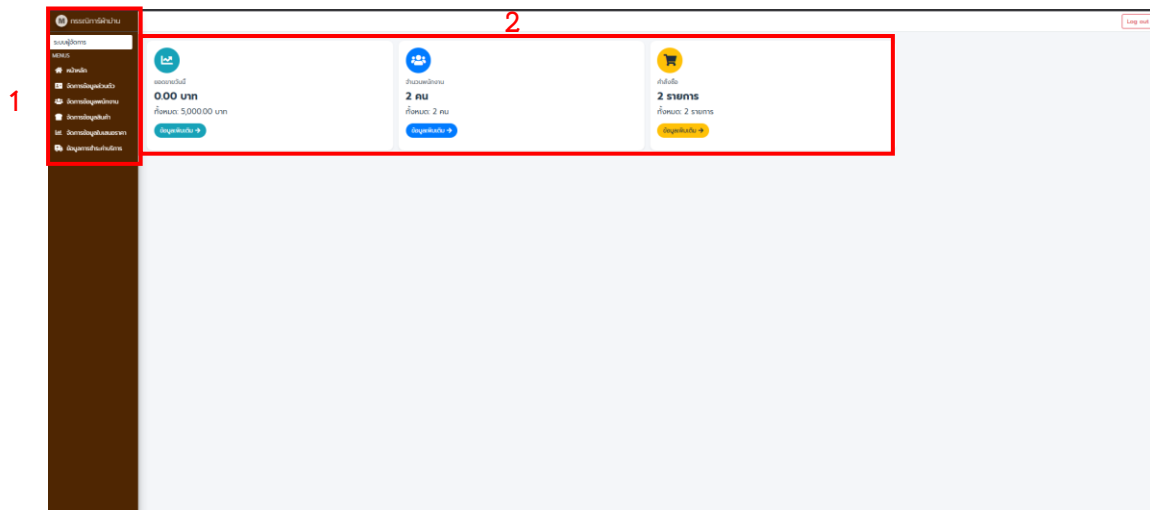 1
2
M กรรณิการ์ผ้าม่าน
Log out
ระบบผู้จัดการ
MENUS
หน้าหลัก
จัดการข้อมูลส่วนตัว
จัดการข้อมูลพนักงาน
จัดการข้อมูลสินค้า
จัดการข้อมูลใบเสนอราคา
ข้อมูลการชำระค่าบริการ
ยอดขายวันนี้
0.00 บาท
ทั้งหมด: 5,000.00 บาท
ข้อมูลเพิ่มเติม
จำนวนพนักงาน
2 คน
ทั้งหมด: 2 คน
ข้อมูลเพิ่มเติม
คำสั่งซื้อ
2 รายการ
ทั้งหมด: 2 รายการ
ข้อมูลเพิ่มเติม